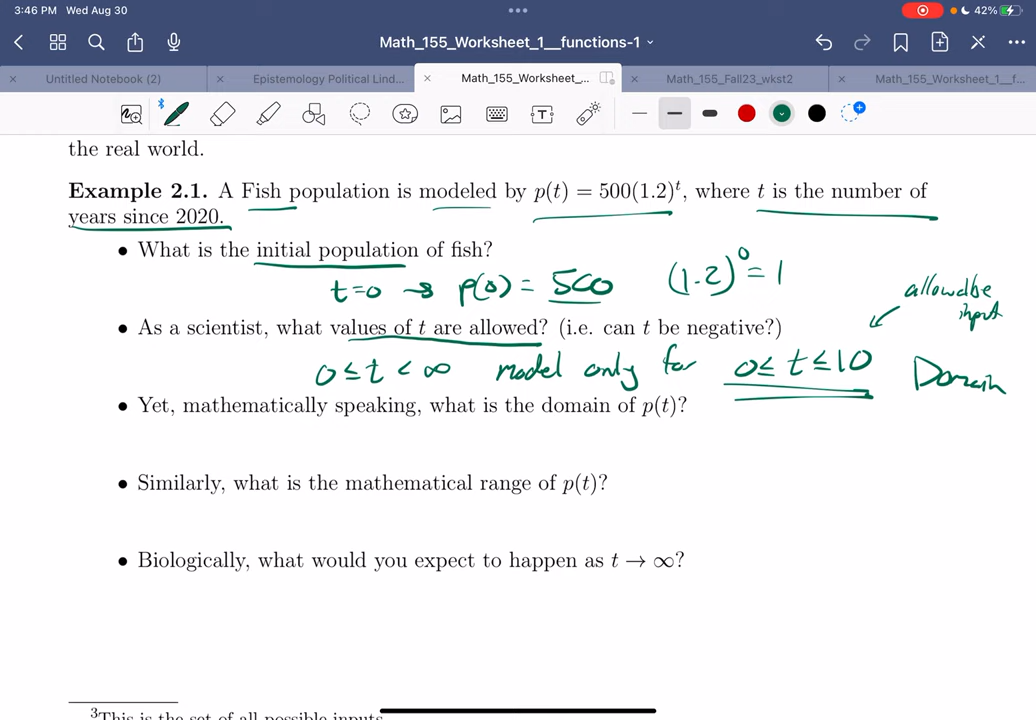 3:46 PM Wed Aug 30
42%
Math_155_Worksheet_1__functions-1
Untitled Notebook (2)
Epistemology Political Lind...
Math_155_Worksheet_...
Math_155_Fall23_wkst2
Math_155_Worksheet_1__f...
the real world.
Example 2.1. A Fish population is modeled by p(t) = 500(1.2)^t, where t is the number of
years since 2020.
• What is the initial population of fish?
t=0 → p(0) = 500 (1.2)^0 = 1
allowable
input
• As a scientist, what values of t are allowed? (i.e. can t be negative?)
0 ≤ t < ∞ model only for 0 ≤ t ≤ 10 Domain
• Yet, mathematically speaking, what is the domain of p(t)?
• Similarly, what is the mathematical range of p(t)?
• Biologically, what would you expect to happen as t → ∞?
3This is the set of all possible inputs